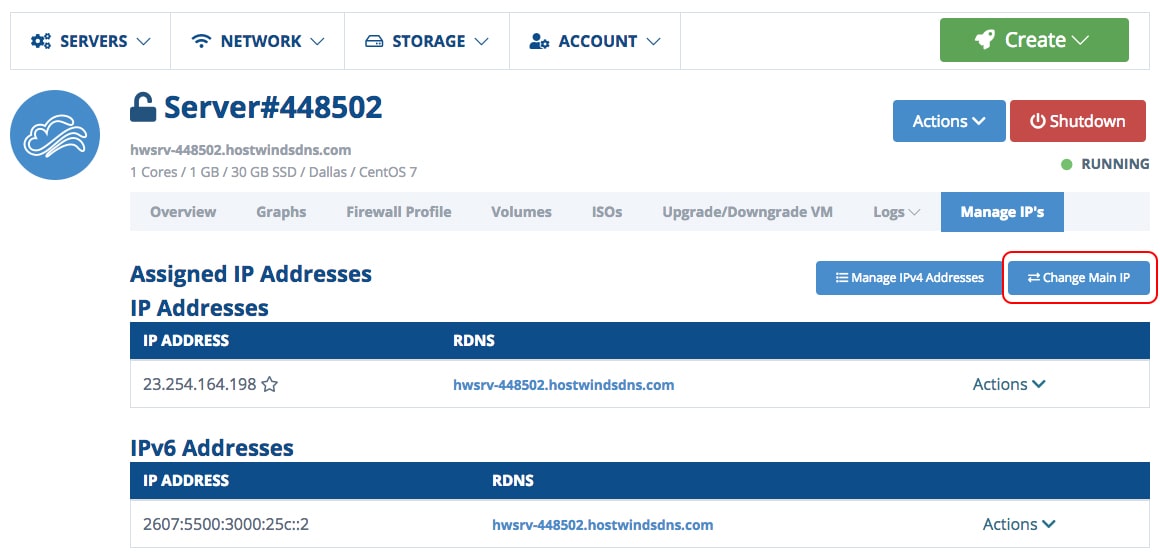 SERVERS NETWORK STORAGE ACCOUNT Create
Server#448502
Actions Shutdown
hwsrv-448502.hostwindsdns.com
RUNNING
1 Cores / 1 GB / 30 GB SSD / Dallas / CentOS 7
Overview Graphs Firewall Profile Volumes ISOs Upgrade/Downgrade VM Logs Manage IP's
Assigned IP Addresses Manage IPv4 Addresses Change Main IP
IP Addresses
IP ADDRESS RDNS
23.254.164.198 hwsrv-448502.hostwindsdns.com Actions
IPv6 Addresses
IP ADDRESS RDNS
2607:5500:3000:25c::2 hwsrv-448502.hostwindsdns.com Actions